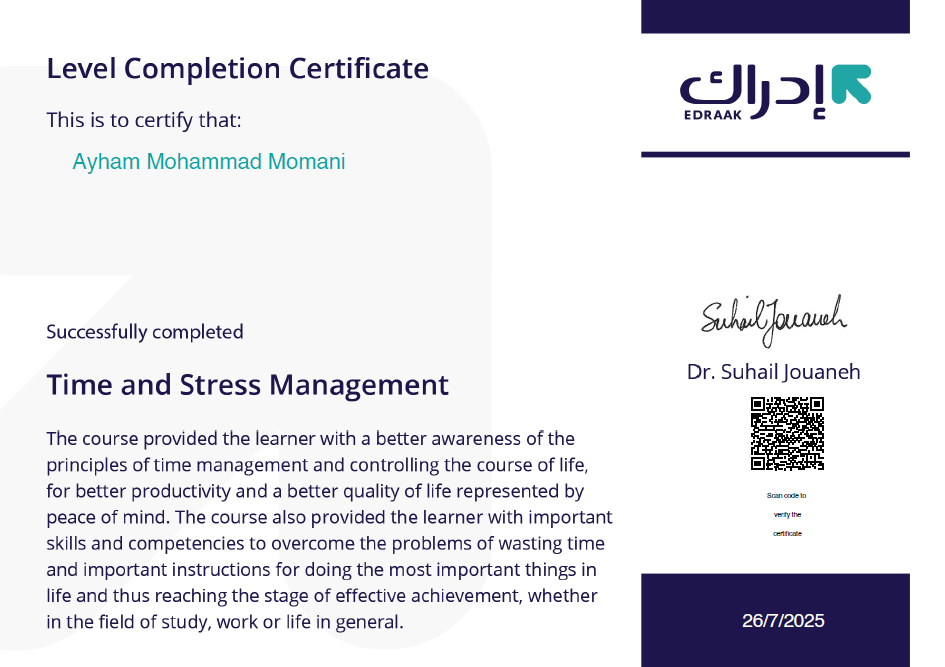 Level Completion Certificate
This is to certify that:
Ayham Mohammad Momani
Successfully completed
Time and Stress Management
The course provided the learner with a better awareness of the
principles of time management and controlling the course of life,
for better productivity and a better quality of life represented by
peace of mind. The course also provided the learner with important
skills and competencies to overcome the problems of wasting time
and important instructions for doing the most important things in
life and thus reaching the stage of effective achievement, whether
in the field of study, work or life in general.
إدراك
EDRAAK
Suhail Jouaneh
Dr. Suhail Jouaneh
Scan code to
verify the
certificate
26/7/2025